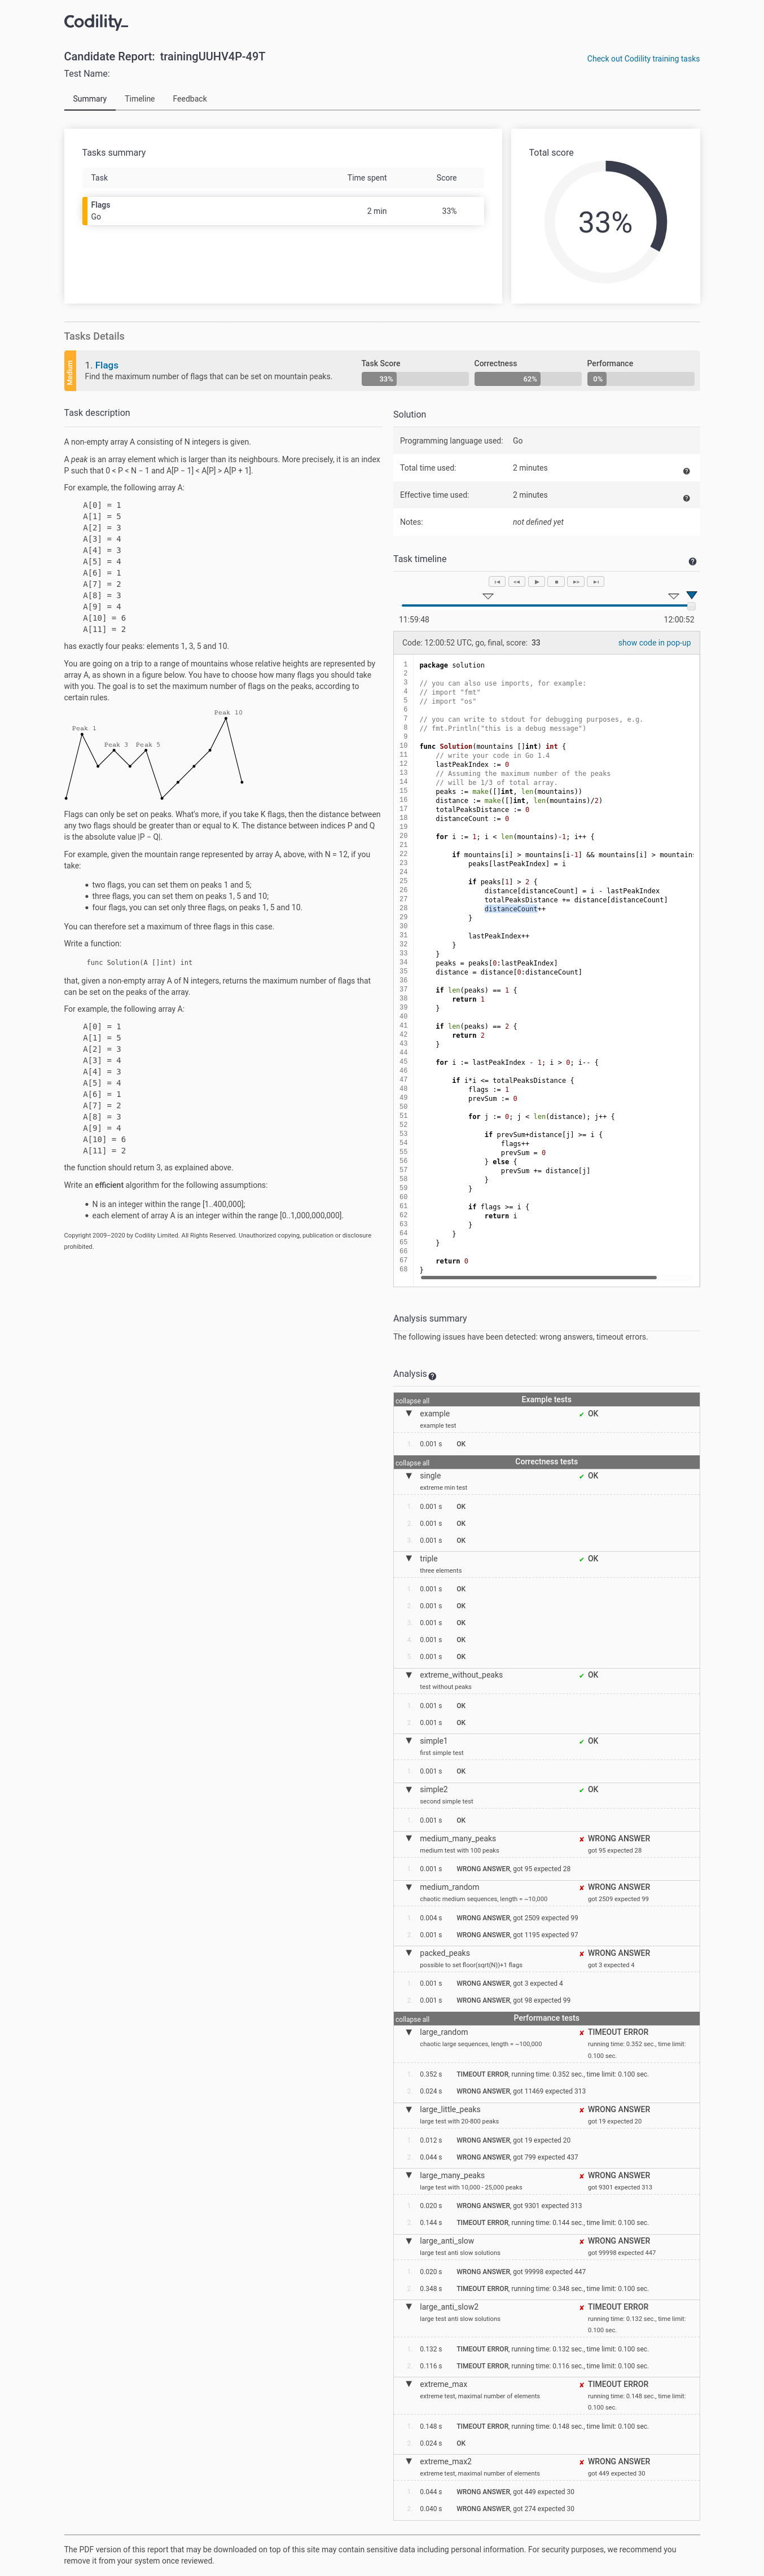 Codility_
Candidate Report: trainingUUHV4P-49T
Check out Codility training tasks
Test Name:
Summary Timeline Feedback
Tasks summary
Task Time spent Score
Flags
Go
2 min 33%
Total score
33%
Tasks Details
Medium
1. Flags
Find the maximum number of flags that can be set on mountain peaks.
Task Score
33%
Correctness
62%
Performance
0%
Task description
A non-empty array A consisting of N integers is given.
A peak is an array element which is larger than its neighbours. More precisely, it is an index
P such that 0 < P < N − 1 and A[P − 1] < A[P] > A[P + 1].
For example, the following array A:
A[0] = 1
A[1] = 5
A[2] = 3
A[3] = 4
A[4] = 3
A[5] = 4
A[6] = 1
A[7] = 2
A[8] = 3
A[9] = 4
A[10] = 6
A[11] = 2
has exactly four peaks: elements 1, 3, 5 and 10.
You are going on a trip to a range of mountains whose relative heights are represented by
array A, as shown in a figure below. You have to choose how many flags you should take
with you. The goal is to set the maximum number of flags on the peaks, according to
certain rules.
Peak 10
Peak 1
Peak 3 Peak 5
Flags can only be set on peaks. What's more, if you take K flags, then the distance between
any two flags should be greater than or equal to K. The distance between indices P and Q
is the absolute value |P − Q|.
For example, given the mountain range represented by array A, above, with N = 12, if you
take:
• two flags, you can set them on peaks 1 and 5;
• three flags, you can set them on peaks 1, 5 and 10;
• four flags, you can set only three flags, on peaks 1, 5 and 10.
You can therefore set a maximum of three flags in this case.
Write a function:
func Solution(A []int) int
that, given a non-empty array A of N integers, returns the maximum number of flags that
can be set on the peaks of the array.
For example, the following array A:
A[0] = 1
A[1] = 5
A[2] = 3
A[3] = 4
A[4] = 3
A[5] = 4
A[6] = 1
A[7] = 2
A[8] = 3
A[9] = 4
A[10] = 6
A[11] = 2
the function should return 3, as explained above.
Write an efficient algorithm for the following assumptions:
• N is an integer within the range [1..400,000];
• each element of array A is an integer within the range [0..1,000,000,000].
Copyright 2009–2020 by Codility Limited. All Rights Reserved. Unauthorized copying, publication or disclosure
prohibited.
Solution
Programming language used: Go
Total time used: 2 minutes ?
Effective time used: 2 minutes ?
Notes: not defined yet
Task timeline ?
11:59:48 12:00:52
Code: 12:00:52 UTC, go, final, score: 33
show code in pop-up
1 package solution
2
3 // you can also use imports, for example:
4 // import "fmt"
5 // import "os"
6
7 // you can write to stdout for debugging purposes, e.g.
8 // fmt.Println("this is a debug message")
9
10 func Solution(mountains []int) int {
11 // write your code in Go 1.4
12 lastPeakIndex := 0
13 // Assuming the maximum number of the peaks
14 // will be 1/3 of total array.
15 peaks := make([]int, len(mountains))
16 distance := make([]int, len(mountains)/2)
17 totalPeaksDistance := 0
18 distanceCount := 0
19
20 for i := 1; i < len(mountains)-1; i++ {
21
22 if mountains[i] > mountains[i-1] && mountains[i] > mountain
23 peaks[lastPeakIndex] = i
24
25 if peaks[1] > 2 {
26 distance[distanceCount] = i - lastPeakIndex
27 totalPeaksDistance += distance[distanceCount]
28 distanceCount++
29 }
30
31 lastPeakIndex++
32 }
33 }
34 peaks = peaks[0:lastPeakIndex]
35 distance = distance[0:distanceCount]
36
37 if len(peaks) == 1 {
38 return 1
39 }
40
41 if len(peaks) == 2 {
42 return 2
43 }
44
45 for i := lastPeakIndex - 1; i > 0; i-- {
46
47 if i*i <= totalPeaksDistance {
48 flags := 1
49 prevSum := 0
50
51 for j := 0; j < len(distance); j++ {
52
53 if prevSum+distance[j] >= i {
54 flags++
55 prevSum = 0
56 } else {
57 prevSum += distance[j]
58 }
59 }
60
61 if flags >= i {
62 return i
63 }
64 }
65 }
66
67 return 0
68 }
Analysis summary
The following issues have been detected: wrong answers, timeout errors.
Analysis ?
collapse all Example tests
▼ example ✔ OK
example test
1. 0.001 s OK
collapse all Correctness tests
▼ single ✔ OK
extreme min test
1. 0.001 s OK
2. 0.001 s OK
3. 0.001 s OK
▼ triple ✔ OK
three elements
1. 0.001 s OK
2. 0.001 s OK
3. 0.001 s OK
4. 0.001 s OK
5. 0.001 s OK
▼ extreme_without_peaks ✔ OK
test without peaks
1. 0.001 s OK
2. 0.001 s OK
▼ simple1 ✔ OK
first simple test
1. 0.001 s OK
▼ simple2 ✔ OK
second simple test
1. 0.001 s OK
▼ medium_many_peaks ✘ WRONG ANSWER
medium test with 100 peaks got 95 expected 28
1. 0.001 s WRONG ANSWER, got 95 expected 28
▼ medium_random ✘ WRONG ANSWER
chaotic medium sequences, length = ~10,000 got 2509 expected 99
1. 0.004 s WRONG ANSWER, got 2509 expected 99
2. 0.001 s WRONG ANSWER, got 1195 expected 97
▼ packed_peaks ✘ WRONG ANSWER
possible to set floor(sqrt(N))+1 flags got 3 expected 4
1. 0.001 s WRONG ANSWER, got 3 expected 4
2. 0.001 s WRONG ANSWER, got 98 expected 99
collapse all Performance tests
▼ large_random ✘ TIMEOUT ERROR
chaotic large sequences, length = ~100,000 running time: 0.352 sec., time limit:
0.100 sec.
1. 0.352 s TIMEOUT ERROR, running time: 0.352 sec., time limit: 0.100 sec.
2. 0.024 s WRONG ANSWER, got 11469 expected 313
▼ large_little_peaks ✘ WRONG ANSWER
large test with 20-800 peaks got 19 expected 20
1. 0.012 s WRONG ANSWER, got 19 expected 20
2. 0.044 s WRONG ANSWER, got 799 expected 437
▼ large_many_peaks ✘ WRONG ANSWER
large test with 10,000 - 25,000 peaks got 9301 expected 313
1. 0.020 s WRONG ANSWER, got 9301 expected 313
2. 0.144 s TIMEOUT ERROR, running time: 0.144 sec., time limit: 0.100 sec.
▼ large_anti_slow ✘ WRONG ANSWER
large test anti slow solutions got 99998 expected 447
1. 0.020 s WRONG ANSWER, got 99998 expected 447
2. 0.348 s TIMEOUT ERROR, running time: 0.348 sec., time limit: 0.100 sec.
▼ large_anti_slow2 ✘ TIMEOUT ERROR
large test anti slow solutions running time: 0.132 sec., time limit:
0.100 sec.
1. 0.132 s TIMEOUT ERROR, running time: 0.132 sec., time limit: 0.100 sec.
2. 0.116 s TIMEOUT ERROR, running time: 0.116 sec., time limit: 0.100 sec.
▼ extreme_max ✘ TIMEOUT ERROR
extreme test, maximal number of elements running time: 0.148 sec., time limit:
0.100 sec.
1. 0.148 s TIMEOUT ERROR, running time: 0.148 sec., time limit: 0.100 sec.
2. 0.024 s OK
▼ extreme_max2 ✘ WRONG ANSWER
extreme test, maximal number of elements got 449 expected 30
1. 0.044 s WRONG ANSWER, got 449 expected 30
2. 0.040 s WRONG ANSWER, got 274 expected 30
The PDF version of this report that may be downloaded on top of this site may contain sensitive data including personal information. For security purposes, we recommend you
remove it from your system once reviewed.